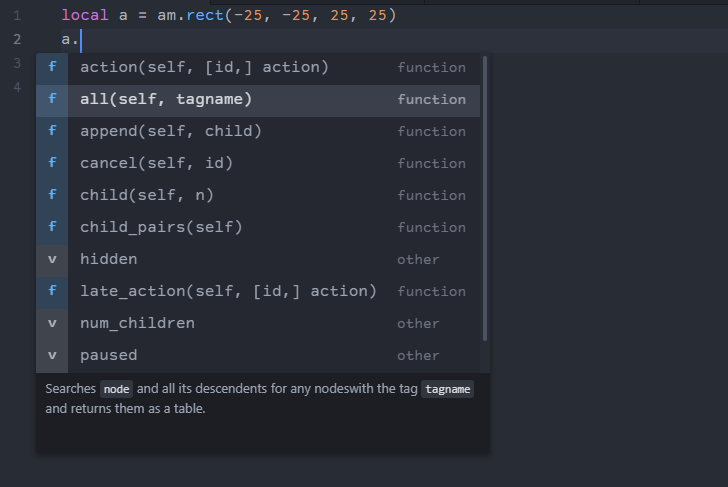 1 local a = am.rect(-25, -25, 25, 25)
2 a.
3 f action(self, [id,] action) function
4 f all(self, tagname) function
f append(self, child) function
f cancel(self, id) function
f child(self, n) function
f child_pairs(self) function
v hidden other
f late_action(self, [id,] action) function
v num_children other
v paused other
Searches node and all its descendents for any nodeswith the tag tagname
and returns them as a table.